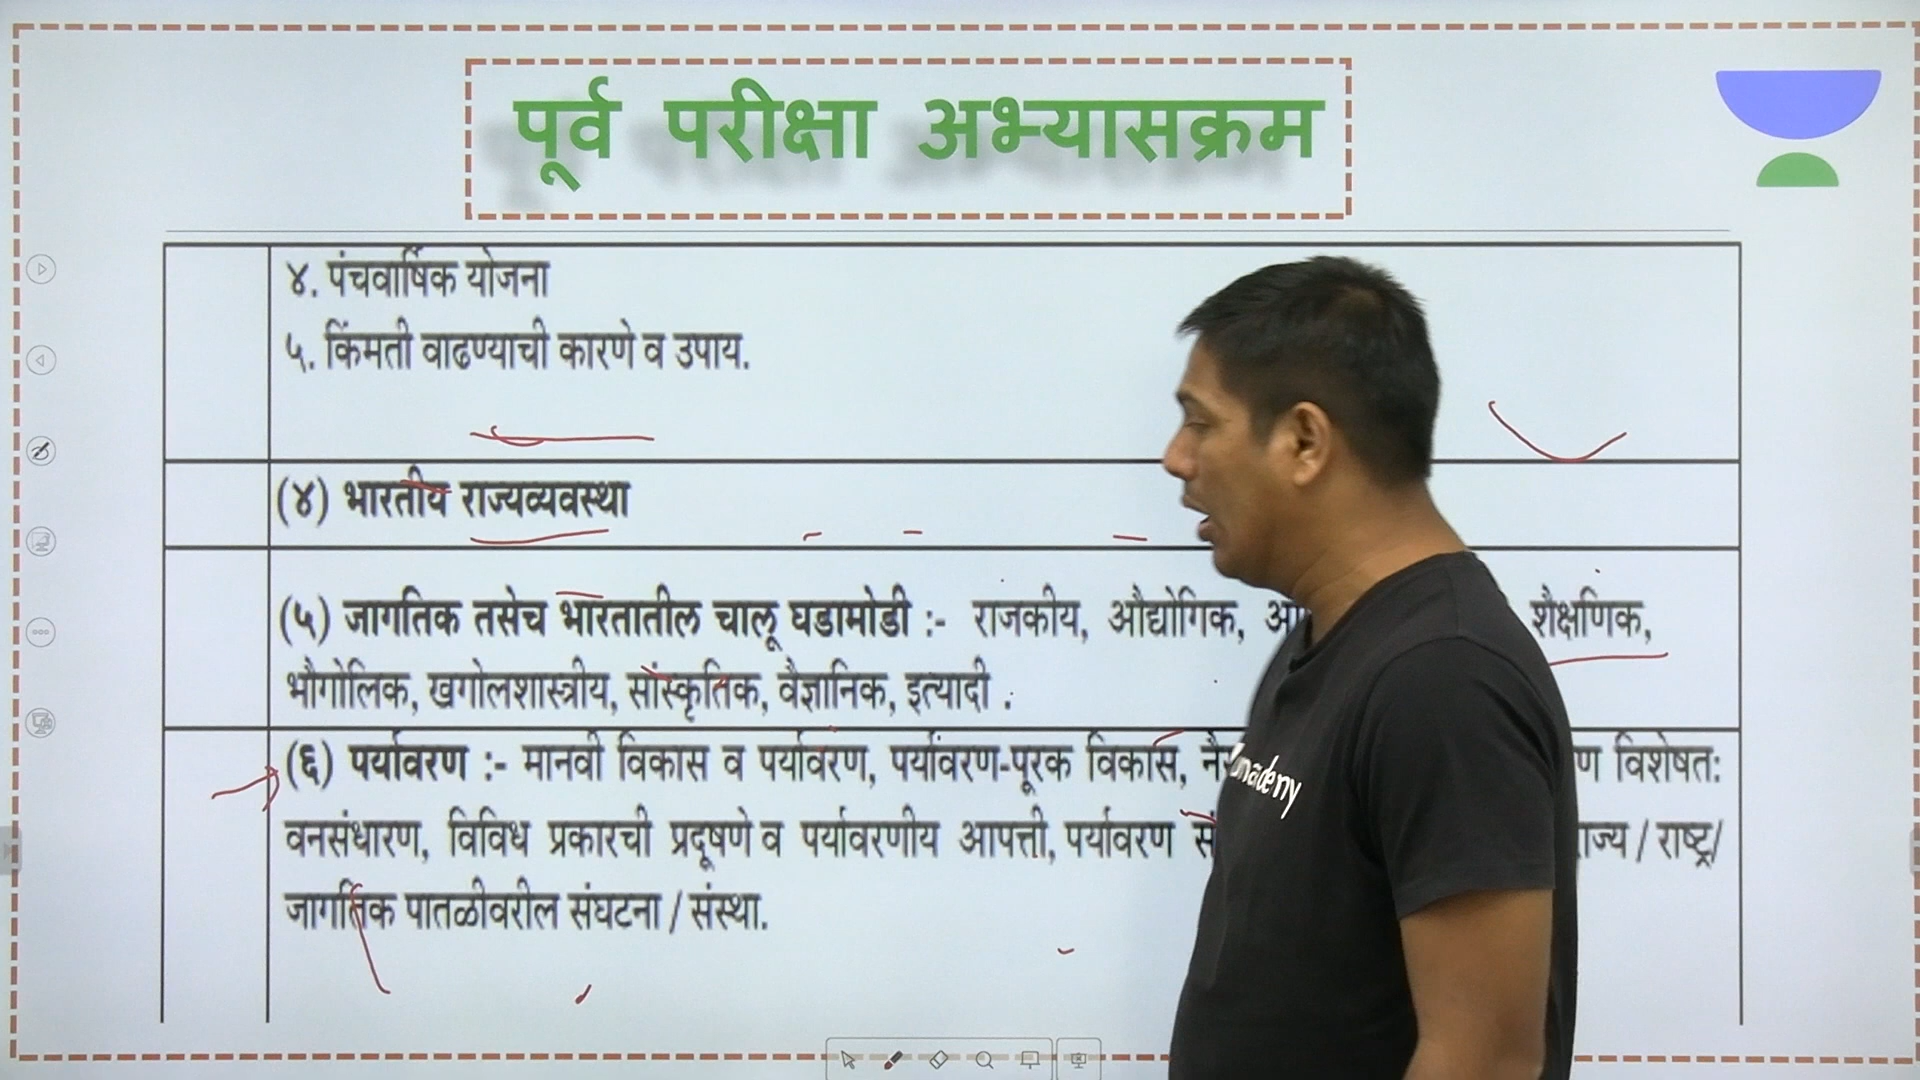 पूर्व परीक्षा अभ्यासक्रम
४. पंचवार्षिक योजना
५. किंमती वाढण्याची कारणे व उपाय.
(४) भारतीय राज्यव्यवस्था
(५) जागतिक तसेच भारतातील चालू घडामोडी :- राजकीय, औद्योगिक, शैक्षणिक,
भौगोलिक, खगोलशास्त्रीय, सांस्कृतिक, वैज्ञानिक, इत्यादी .
(६) पर्यावरण :- मानवी विकास व पर्यावरण, पर्यावरण-पूरक विकास, विशेषतः
वनसंधारण, विविध प्रकारची प्रदूषणे व पर्यावरणीय आपत्ती, पर्यावरण राज्य / राष्ट्र/
जागतिक पातळीवरील संघटना / संस्था.